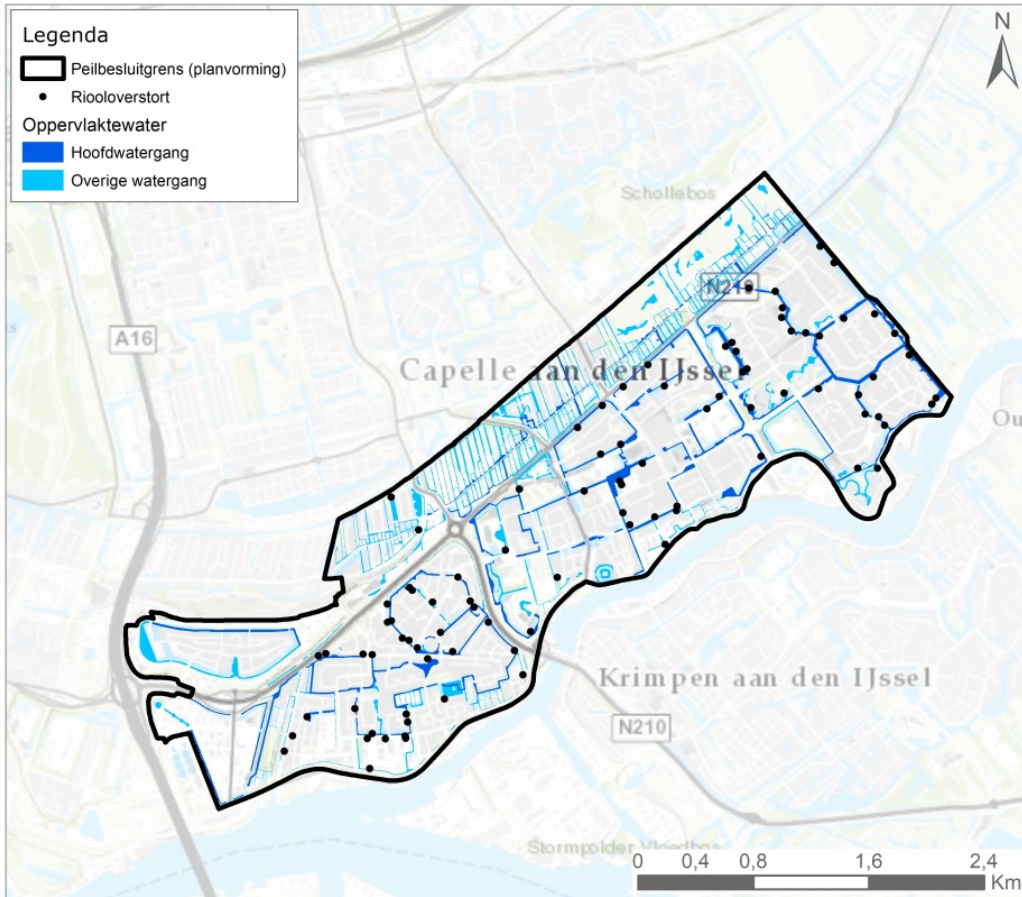 Legenda
Peilbesluitgrens (planvorming)
Riooloverstort
Oppervlaktewater
Hoofdwatergang
Overige watergang
N
Schollebos
A16
Capelle aan den IJssel
Krimpen aan den IJssel
N210
Stormpolder Vloedbos
0 0,4 0,8 1,6 2,4
Km